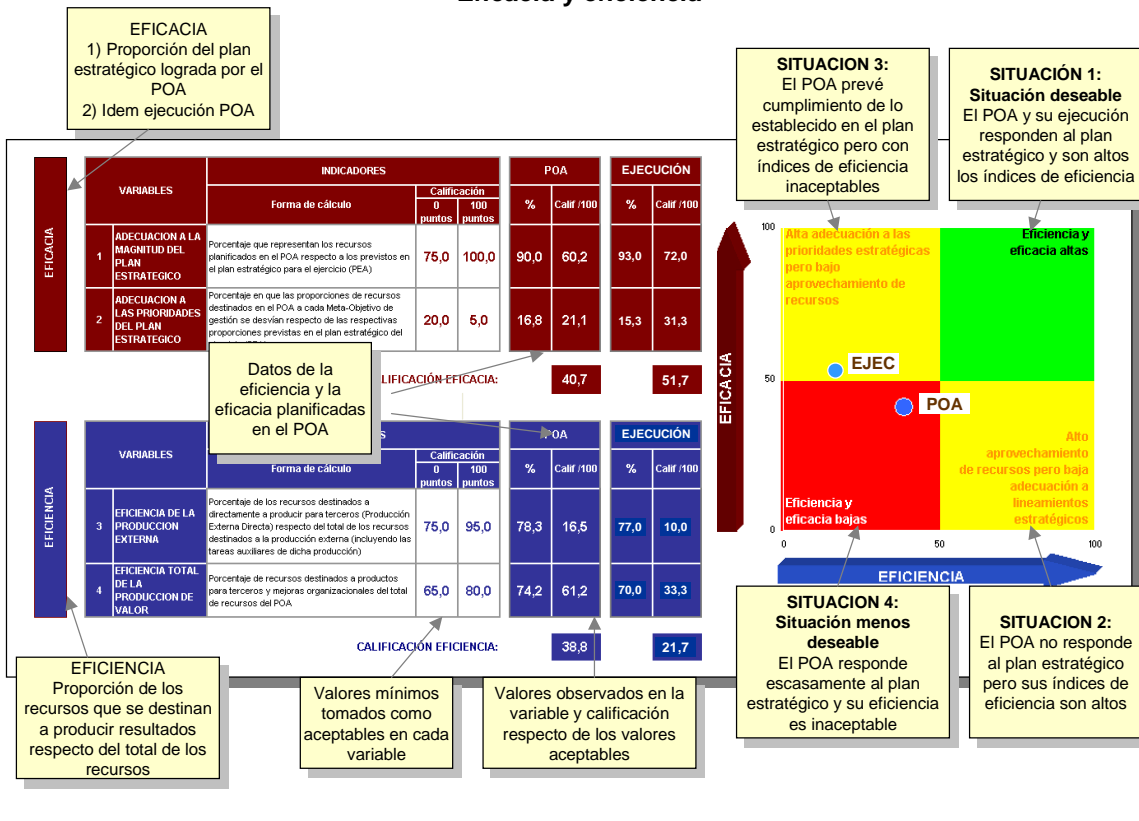 Eficacia y eficiencia
EFICACIA
1) Proporción del plan
estratégico lograda por el
POA
2) Idem ejecución POA
SITUACION 3:
El POA prevé
cumplimiento de lo
establecido en el plan
estratégico pero con
índices de eficiencia
inaceptables
SITUACIÓN 1:
Situación deseable
El POA y su ejecución
responden al plan
estratégico y son altos
los índices de eficiencia
EFICACIA
VARIABLES
INDICADORES
Forma de cálculo
Calificación
0 puntos
100 puntos
POA
% Calif /100
EJECUCIÓN
% Calif /100
1
ADECUACION A LA
MAGNITUD DEL
PLAN
ESTRATEGICO
Porcentaje que representan los recursos
planificados en el POA respecto a los previstos en
el plan estratégico para el ejercicio (PEA)
75,0 100,0 90,0 60,2 93,0 72,0
2
ADECUACION A
LAS PRIORIDADES
DEL PLAN
ESTRATEGICO
Porcentaje en que las proporciones de recursos
destinados en el POA a cada Meta-Objetivo de
gestión se desvían respecto de las respectivas
proporciones previstas en el plan estratégico del
20,0 5,0 16,8 21,1 15,3 31,3
LIFICACIÓN EFICACIA: 40,7 51,7
Datos de la
eficiencia y la
eficacia planificadas
en el POA
EFICIENCIA
VARIABLES
S
Forma de cálculo
Calificación
0 puntos
100 puntos
POA
% Calif /100
EJECUCIÓN
% Calif /100
3
EFICIENCIA DE LA
PRODUCCION
EXTERNA
Porcentaje de los recursos destinados a
directamente a producir para terceros (Producción
Externa Directa) respecto del total de los recursos
destinados a la producción externa (incluyendo las
tareas auxiliares de dicha producción)
75,0 95,0 78,3 16,5 77,0 10,0
4
EFICIENCIA TOTAL
DE LA
PRODUCCION DE
VALOR
Porcentaje de recursos destinados a productos
para terceros y mejoras organizacionales del total
de recursos del POA
65,0 80,0 74,2 61,2 70,0 33,3
CALIFICACIÓN EFICIENCIA: 38,8 21,7
EFICACIA
100
50
0
Alta adecuación a las
prioridades estratégicas
pero bajo
aprovechamiento de
recursos
Eficiencia y
eficacia altas
EJEC
POA
Eficiencia y
eficacia bajas
Alto
aprovechamiento
de recursos pero baja
adecuación a
lineamientos
estratégicos
0 50 100
EFICIENCIA
EFICIENCIA
Proporción de los
recursos que se destinan
a producir resultados
respecto del total de los
recursos
Valores mínimos
tomados como
aceptables en cada
variable
Valores observados en la
variable y calificación
respecto de los valores
aceptables
SITUACION 4:
Situación menos
deseable
El POA responde
escasamente al plan
estratégico y su eficiencia
es inaceptable
SITUACION 2:
El POA no responde
al plan estratégico
pero sus índices de
eficiencia son altos